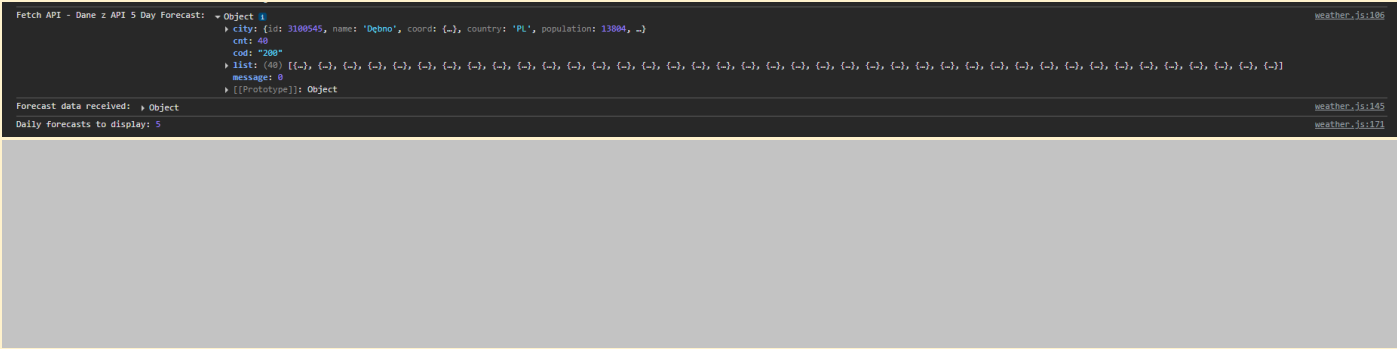 Fetch API - Dane z API 5 Day Forecast: ▼ Object i weather.js:106
▶ city: {id: 3100545, name: 'Dębno', coord: {…}, country: 'PL', population: 13804, …}
cnt: 40
cod: "200"
▶ list: (40) [{…}, {…}, {…}, {…}, {…}, {…}, {…}, {…}, {…}, {…}, {…}, {…}, {…}, {…}, {…}, {…}, {…}, {…}, {…}, {…}, {…}, {…}, {…}, {…}, {…}, {…}, {…}, {…}, {…}, {…}, {…}, {…}, {…}, {…}, {…}, {…}, {…}, {…}, {…}, {…}]
message: 0
▶ [[Prototype]]: Object
Forecast data received: ▶ Object weather.js:145
Daily forecasts to display: 5 weather.js:171